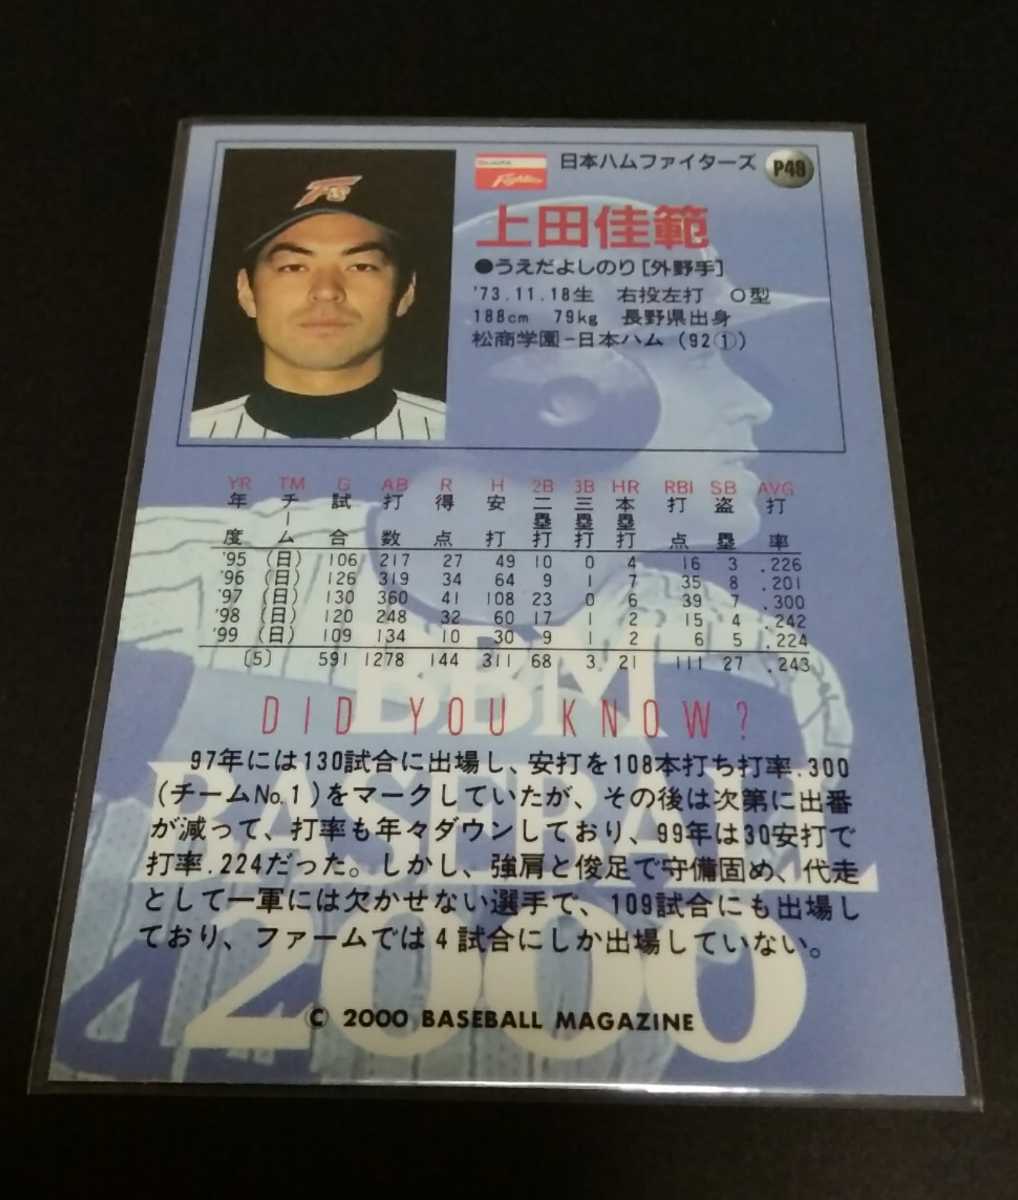 日本ハムファイターズ P48
Fighters
上田佳範
●うえだよしのり[外野手]
'73.11.18生 右投左打 O型
188cm 79kg 長野県出身
松商学園－日本ハム (92①)
FS
YR TM G AB R H 2B 3B HR RBI SB AVG
年度 チーム 試合 打数 得点 安打 二塁打 三塁打 本塁打 打点 盗塁 打率
'95 (日) 106 217 27 49 10 0 4 16 3 .226
'96 (日) 126 319 34 64 9 1 7 35 8 .201
'97 (日) 130 360 41 108 23 0 6 39 7 .300
'98 (日) 120 248 32 60 17 1 2 15 4 .242
'99 (日) 109 134 10 30 9 1 2 6 5 .224
〔5〕 591 1278 144 311 68 3 21 111 27 .243
DID YOU KNOW?
97年には130試合に出場し、安打を108本打ち打率.300
(チームNo.1)をマークしていたが、その後は次第に出番
が減って、打率も年々ダウンしており、99年は30安打で
打率.224だった。しかし、強肩と俊足で守備固め、代走
として一軍には欠かせない選手で、109試合にも出場し
ており、ファームでは4試合にしか出場していない。
BBM
BASEBALL
2000
© 2000 BASEBALL MAGAZINE